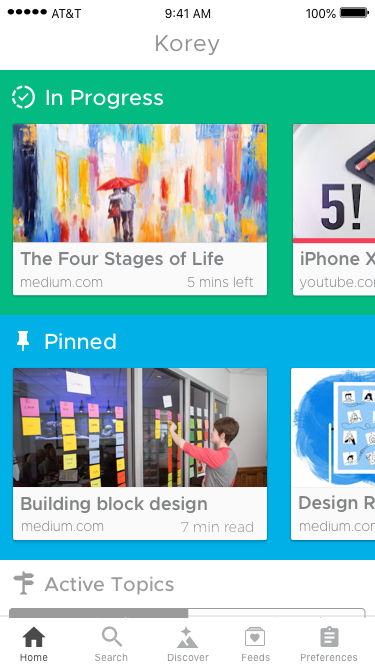 AT&T 9:41 AM 100%
Korey
In Progress
5!
The Four Stages of Life
medium.com 5 mins left
iPhone X
youtube.co
Pinned
Building block design
medium.com 7 min read
Design R
medium.co
Active Topics
Home Search Discover Feeds Preferences